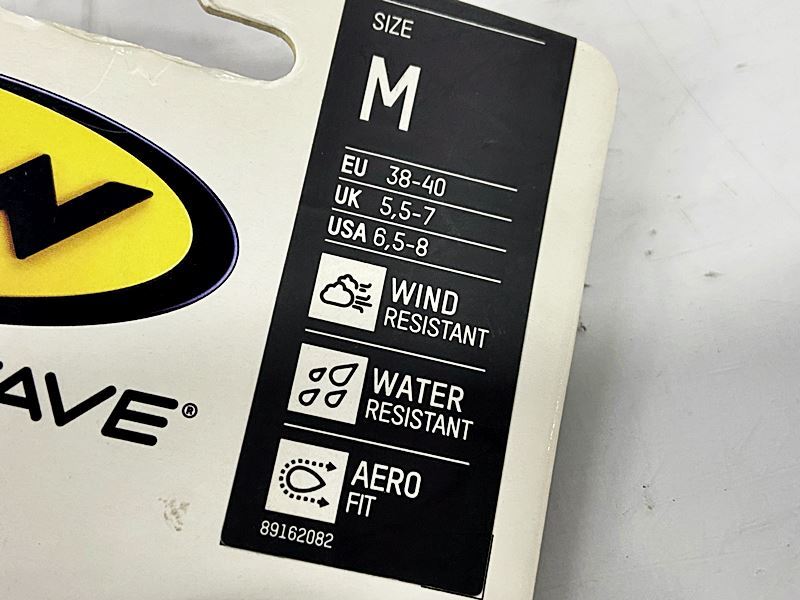 SIZE
M
EU 38-40
UK 5,5-7
USA 6,5-8
WIND
RESISTANT
WATER
RESISTANT
AERO
FIT
89162082
AVE®